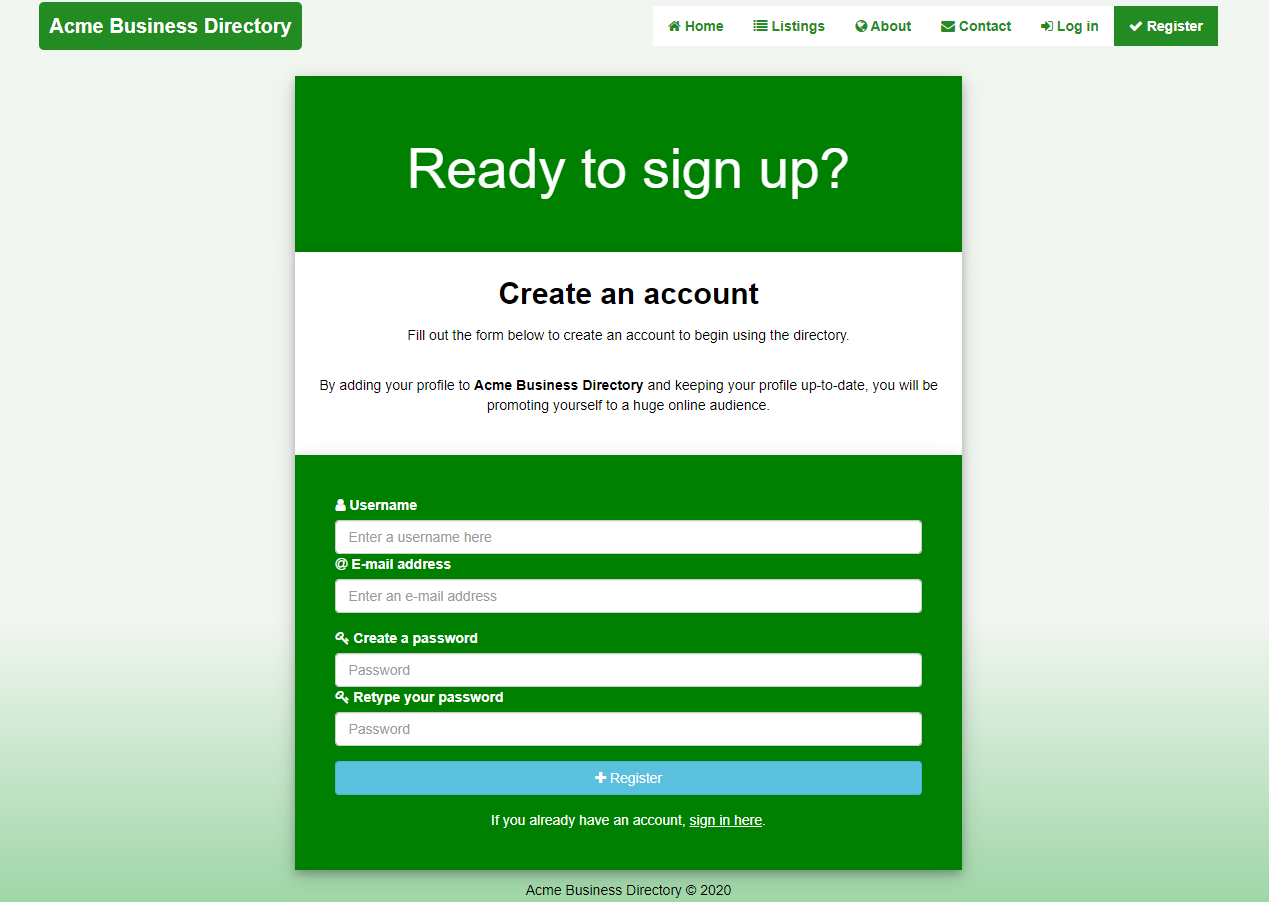 Acme Business Directory
Home Listings About Contact Log in Register
Ready to sign up?
Create an account
Fill out the form below to create an account to begin using the directory.
By adding your profile to Acme Business Directory and keeping your profile up-to-date, you will be
promoting yourself to a huge online audience.
Username
Enter a username here
@ E-mail address
Enter an e-mail address
Create a password
Password
Retype your password
Password
Register
If you already have an account, sign in here.
Acme Business Directory © 2020